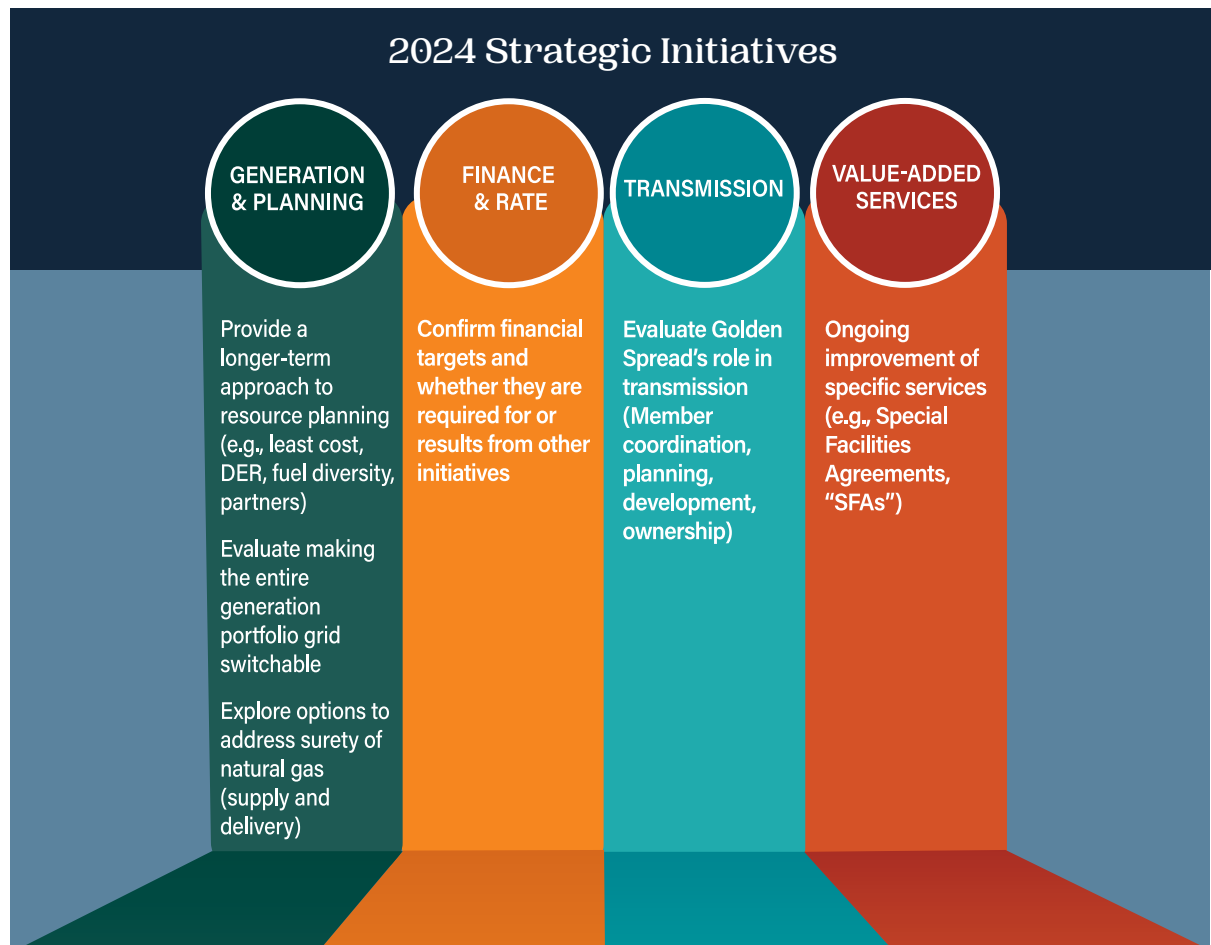 2024 Strategic Initiatives
GENERATION
& PLANNING
Provide a
longer-term
approach to
resource planning
(e.g., least cost,
DER, fuel diversity,
partners)
Evaluate making
the entire
generation
portfolio grid
switchable
Explore options to
address surety of
natural gas
(supply and
delivery)
FINANCE
& RATE
Confirm financial
targets and
whether they are
required for or
results from other
initiatives
TRANSMISSION
Evaluate Golden
Spread’s role in
transmission
(Member
coordination,
planning,
development,
ownership)
VALUE-ADDED
SERVICES
Ongoing
improvement of
specific services
(e.g., Special
Facilities
Agreements,
“SFAs”)